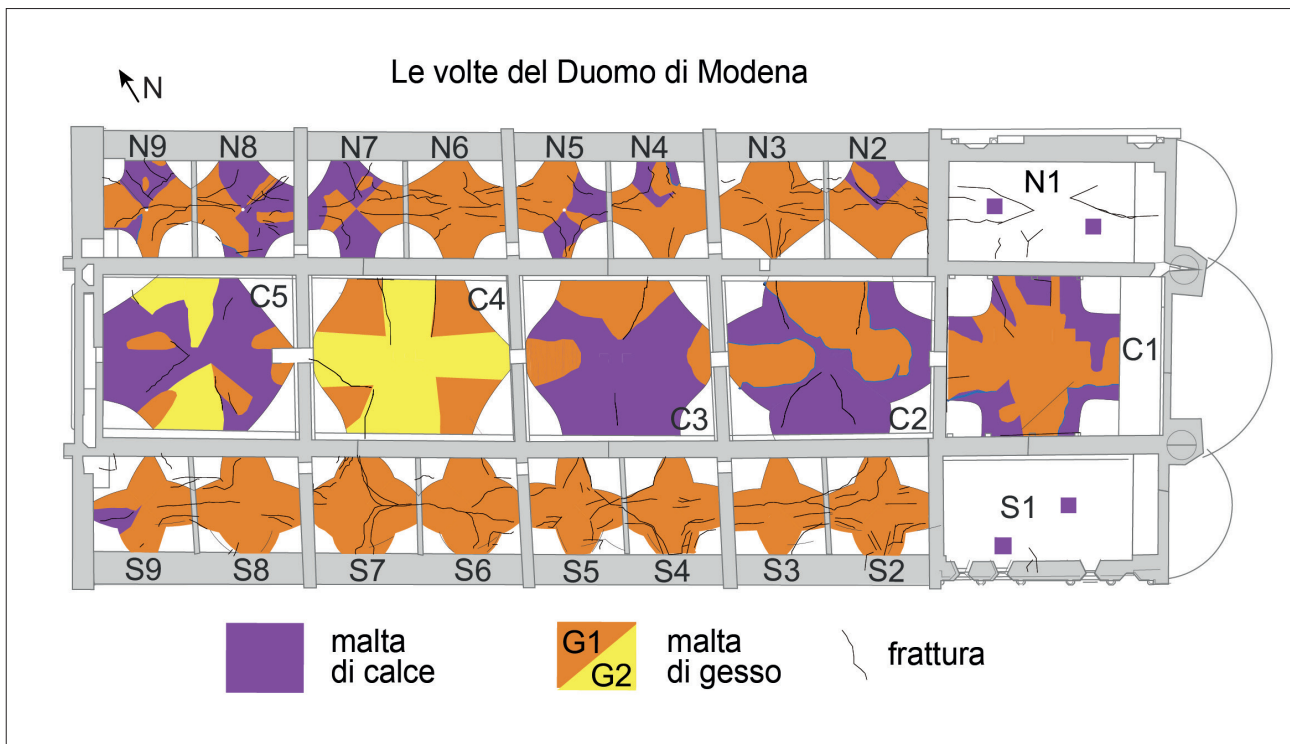 Le volte del Duomo di Modena
N
N9 N8 N7 N6 N5 N4 N3 N2
N1
C5 C4 C3 C2 C1
S1
S9 S8 S7 S6 S5 S4 S3 S2
malta
di calce
G1
G2
malta
di gesso
frattura